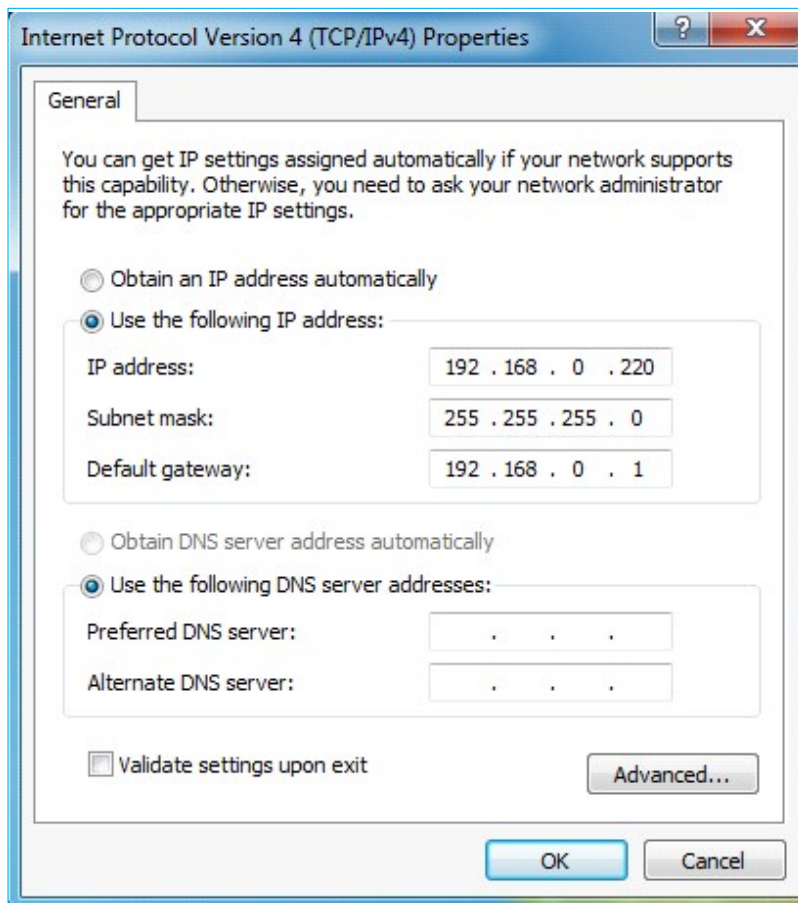 Internet Protocol Version 4 (TCP/IPv4) Properties
?
X
General
You can get IP settings assigned automatically if your network supports
this capability. Otherwise, you need to ask your network administrator
for the appropriate IP settings.
Obtain an IP address automatically
Use the following IP address:
IP address: 192 . 168 . 0 . 220
Subnet mask: 255 . 255 . 255 . 0
Default gateway: 192 . 168 . 0 . 1
Obtain DNS server address automatically
Use the following DNS server addresses:
Preferred DNS server: . . .
Alternate DNS server: . . .
Validate settings upon exit
Advanced...
OK Cancel